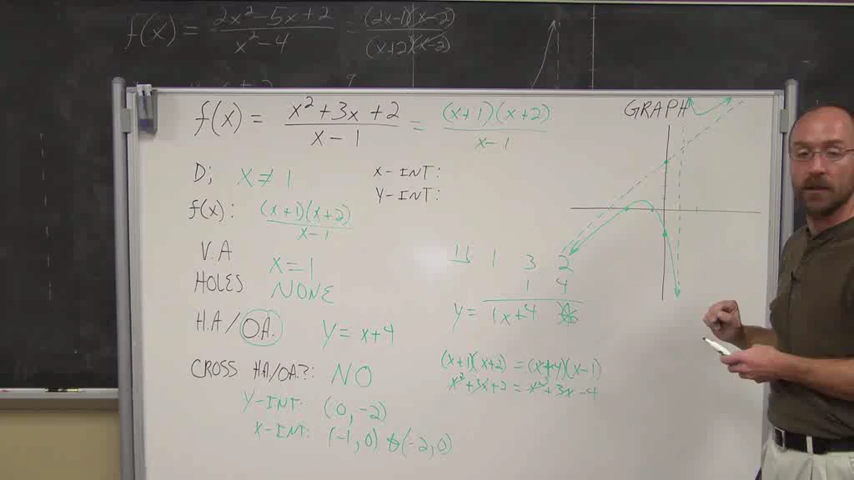 f(x) = 2x²-5x+2 / x²-4 = (2x-1)(x-2) / (x+2)(x-2)
f(x) = x²+3x+2 / x-1 = (x+1)(x+2) / x-1
GRAPH
D; x≠1
X-INT:
Y-INT:
f(x): (x+1)(x+2) / x-1
V.A
x=1
HOLES NONE
1| 1 3 2
1 4
y= 1x+4
H.A/O.A. y=x+4
CROSS HA/OA?: NO
(x+1)(x+2) = (x+4)(x-1)
x²+3x+2 = x²+3x-4
Y-INT: (0,-2)
X-INT: (-1,0) (-2,0)